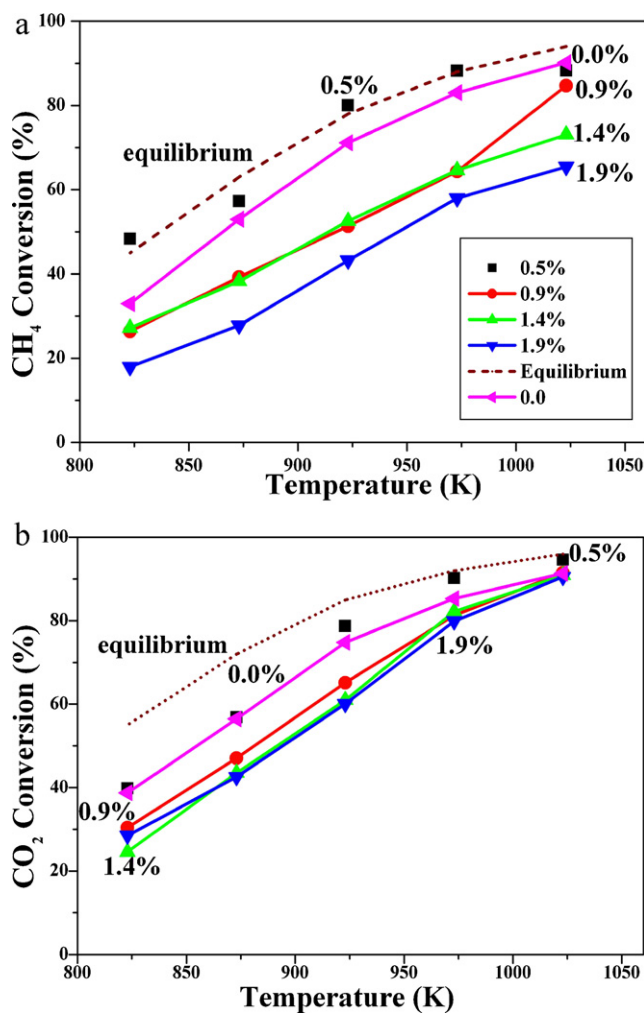 a
100
80
60
40
20
0
CH₄ Conversion (%)
equilibrium
0.5%
0.0%
0.9%
1.4%
1.9%
0.5%
0.9%
1.4%
1.9%
Equilibrium
0.0
800 850 900 950 1000 1050
Temperature (K)
b
100
80
60
40
20
0
CO₂ Conversion (%)
0.5%
equilibrium
0.0%
1.9%
0.9%
1.4%
800 850 900 950 1000 1050
Temperature (K)